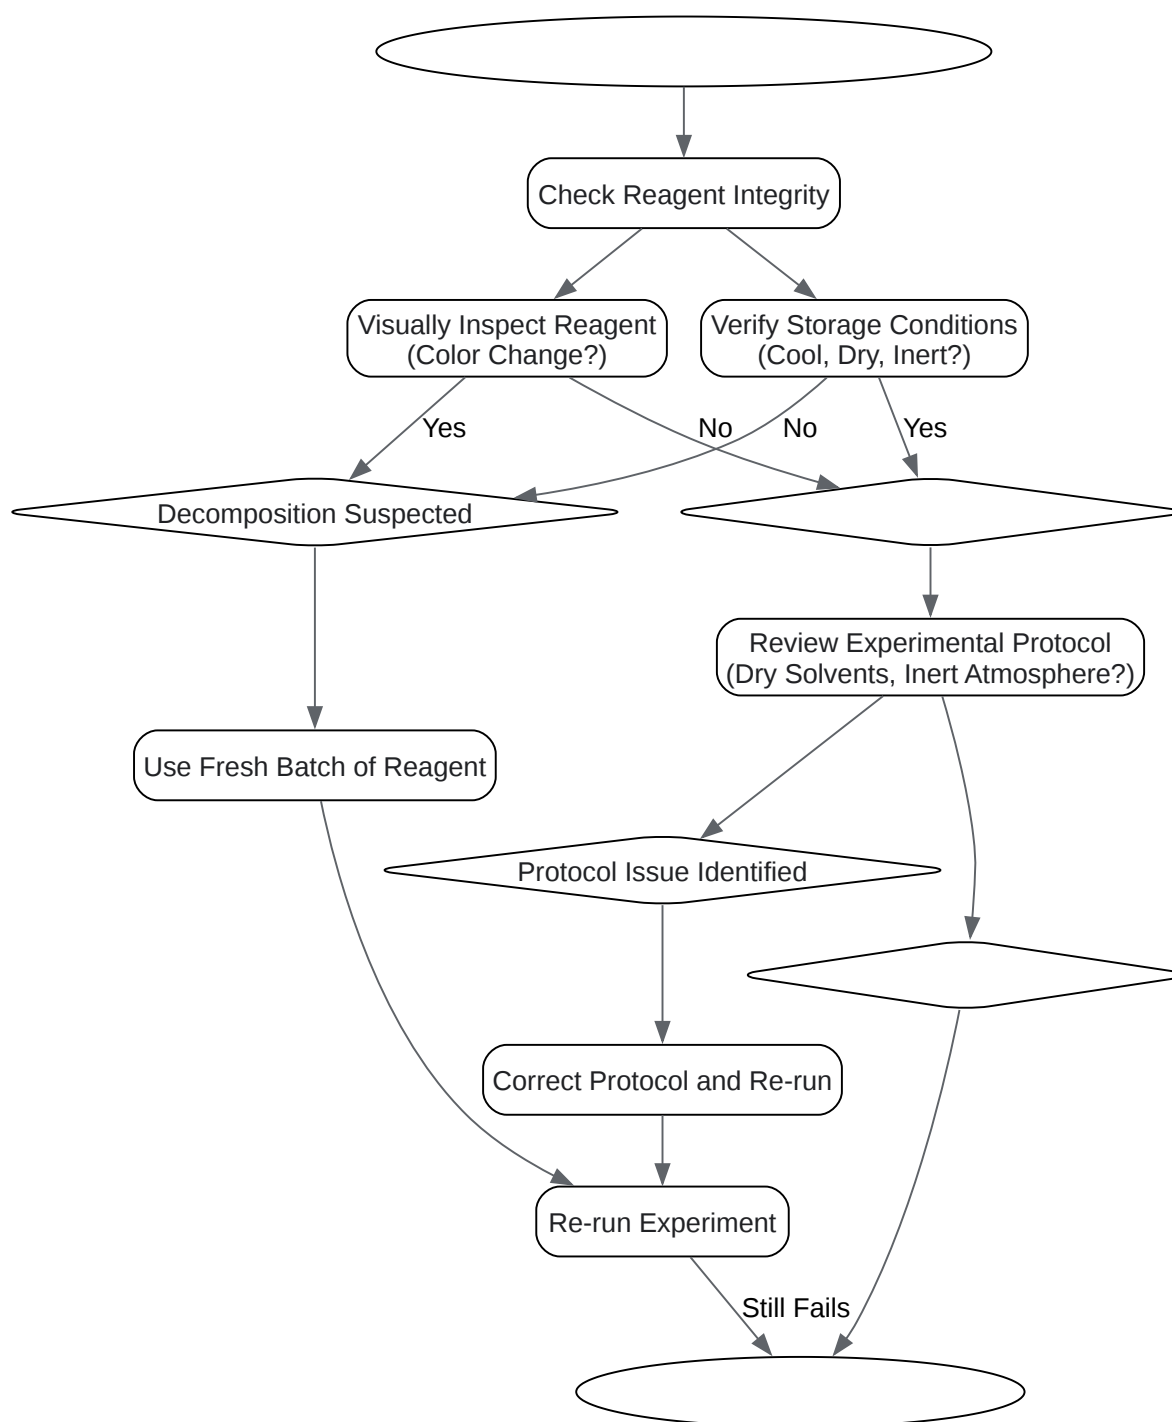 Check Reagent Integrity
Visually Inspect Reagent
(Color Change?)
Verify Storage Conditions
(Cool, Dry, Inert?)
Yes
No
No
Yes
Decomposition Suspected
Review Experimental Protocol
(Dry Solvents, Inert Atmosphere?)
Use Fresh Batch of Reagent
Protocol Issue Identified
Correct Protocol and Re-run
Re-run Experiment
Still Fails